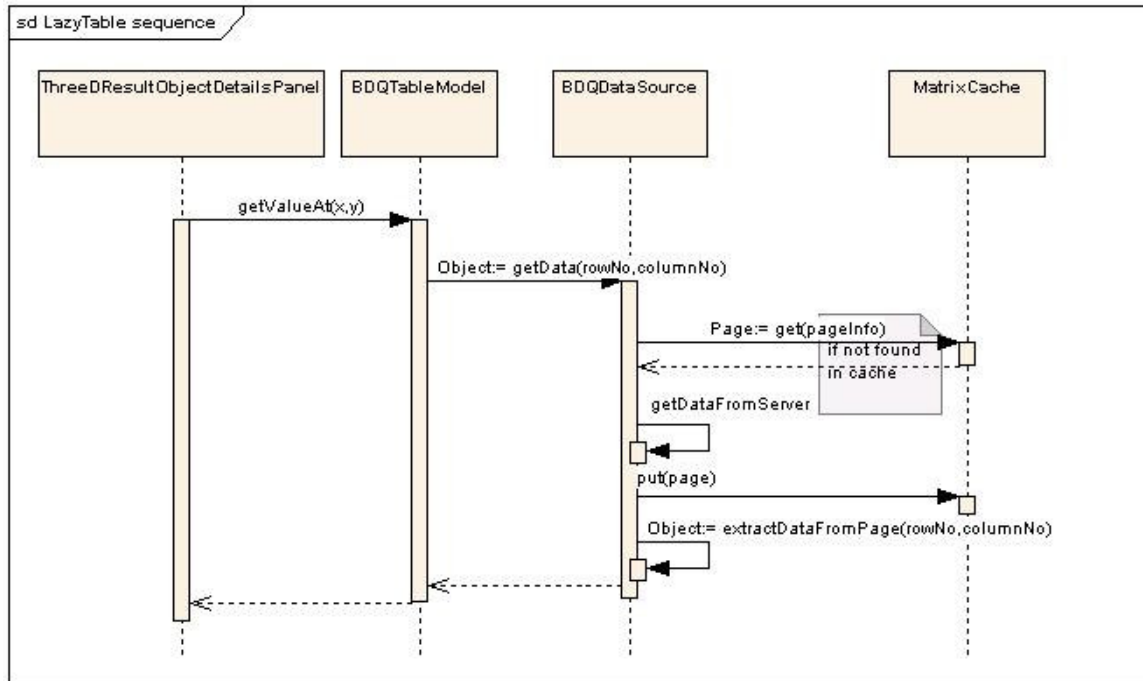 sd LazyTable sequence
ThreeDResultObjectDetailsPanel
BDQTableModel
BDQDataSource
MatrixCache
getValueAt(x,y)
Object:= getData(rowNo,columnNo)
Page:= get(pageInfo)
if not found
in cache
getDataFromServer
put(page)
Object:= extractDataFromPage(rowNo,columnNo)